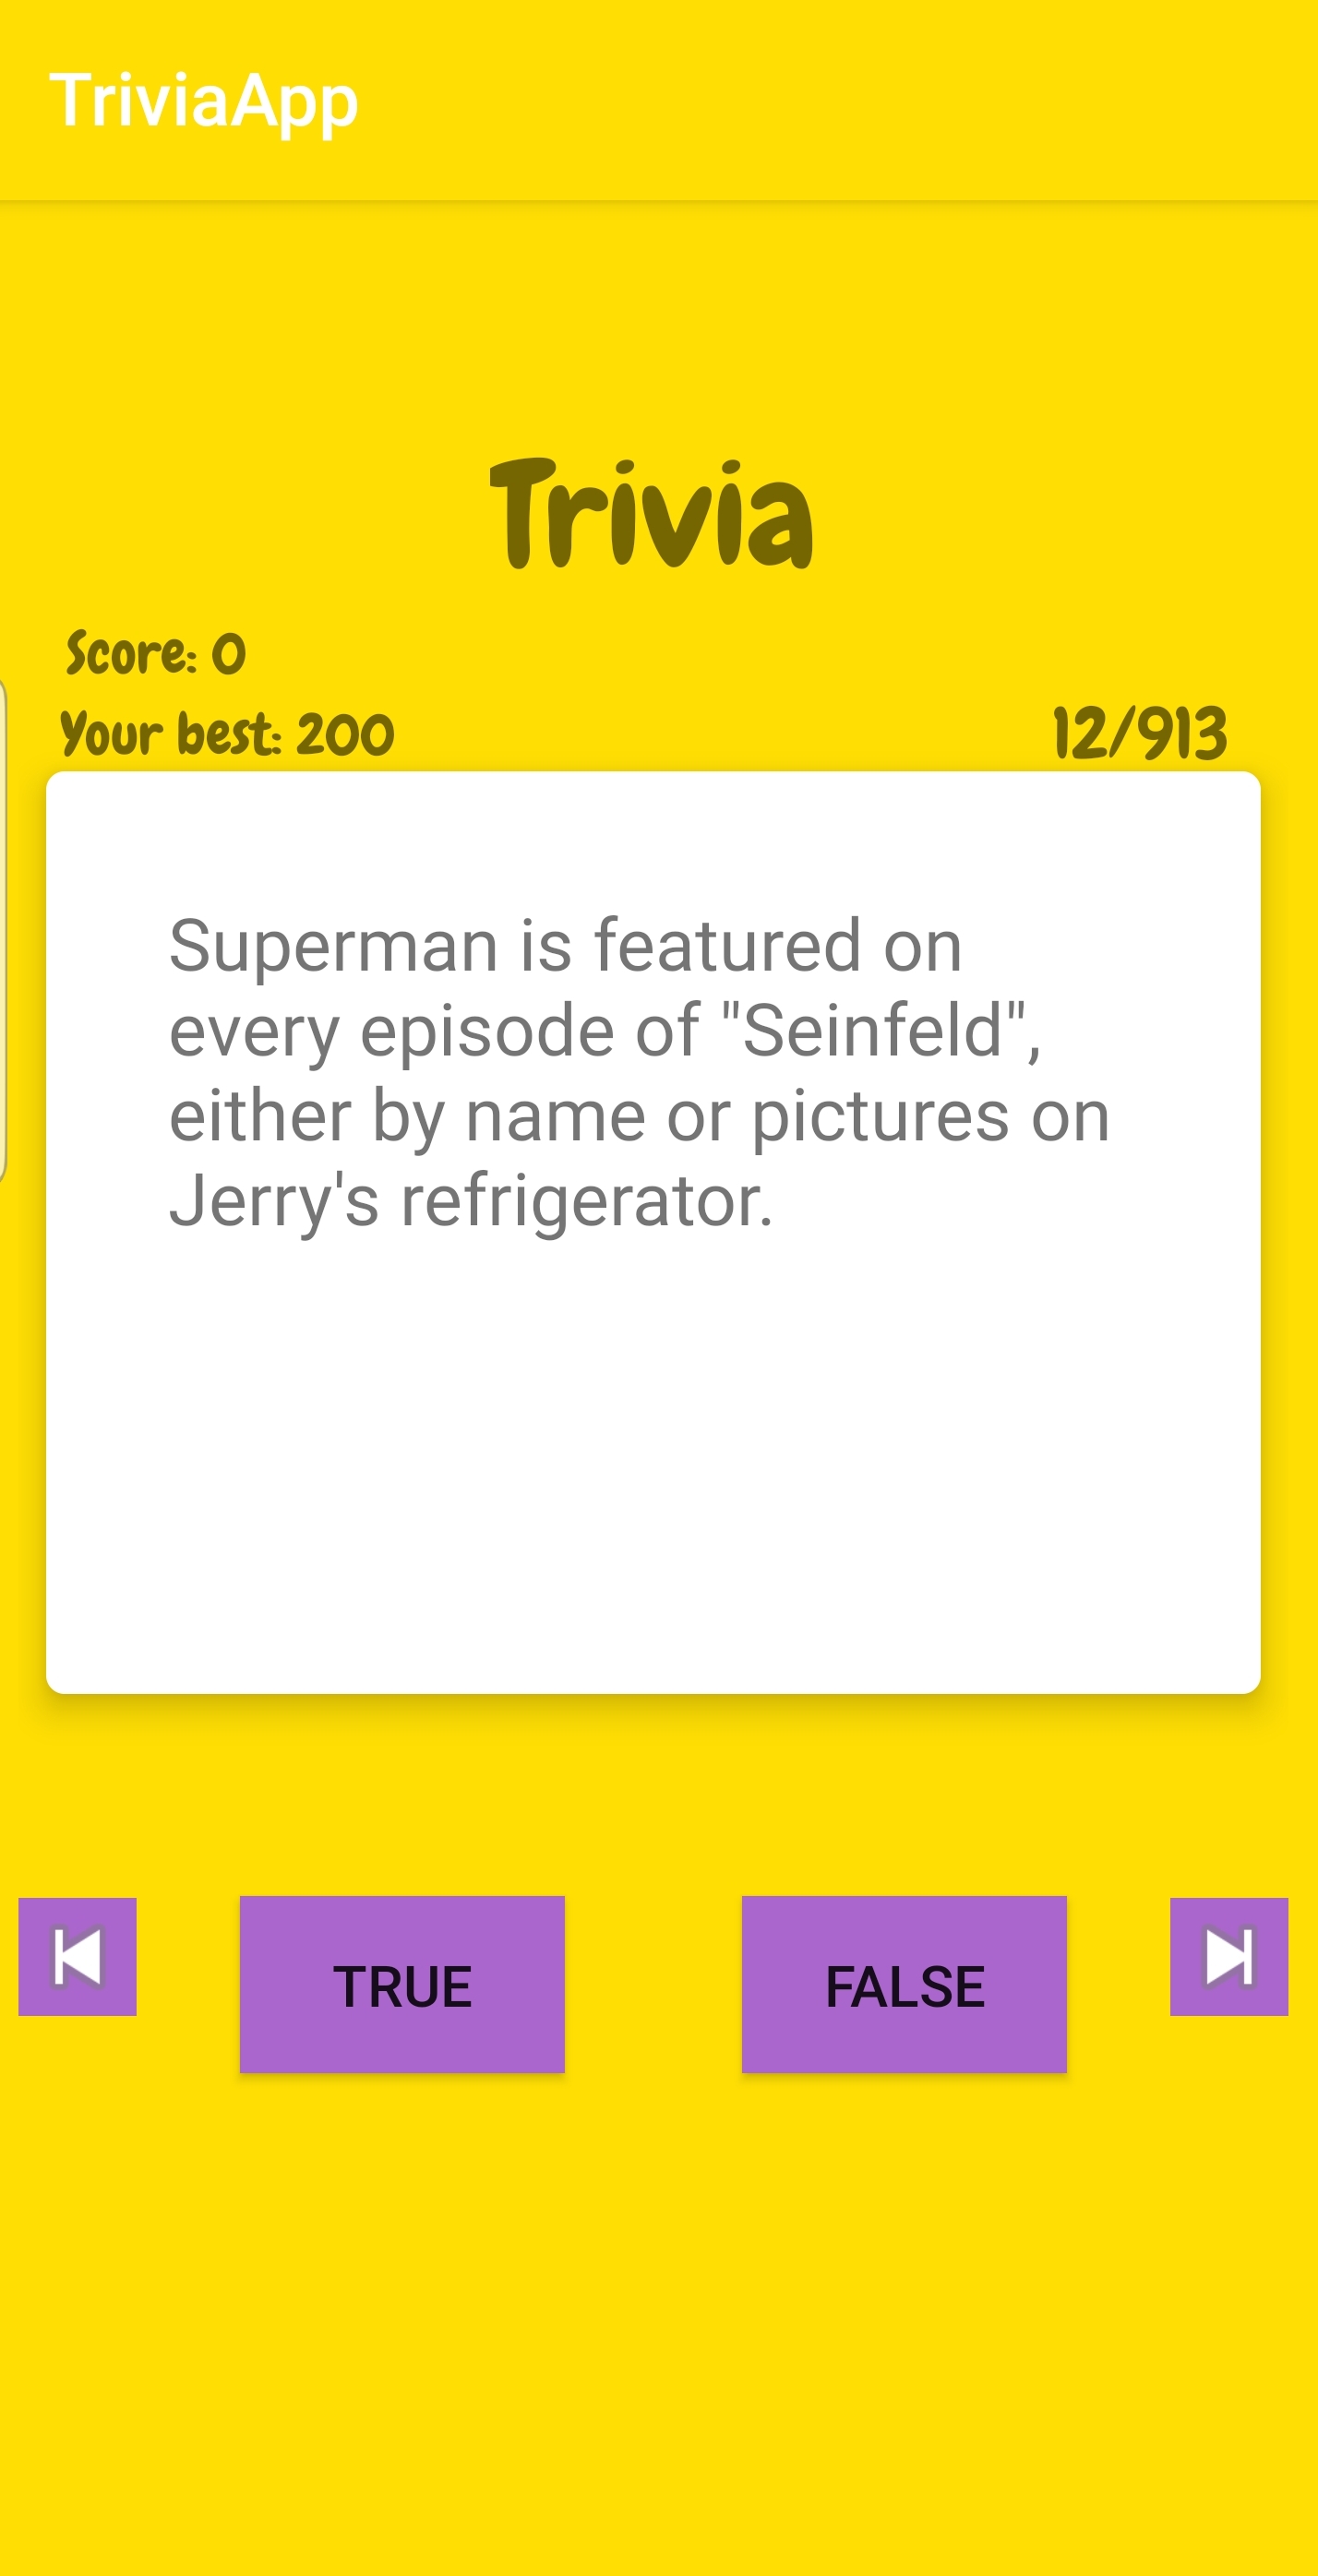 TriviaApp
Trivia
Score: 0
Your best: 200
12/913
Superman is featured on
every episode of "Seinfeld",
either by name or pictures on
Jerry's refrigerator.
TRUE
FALSE